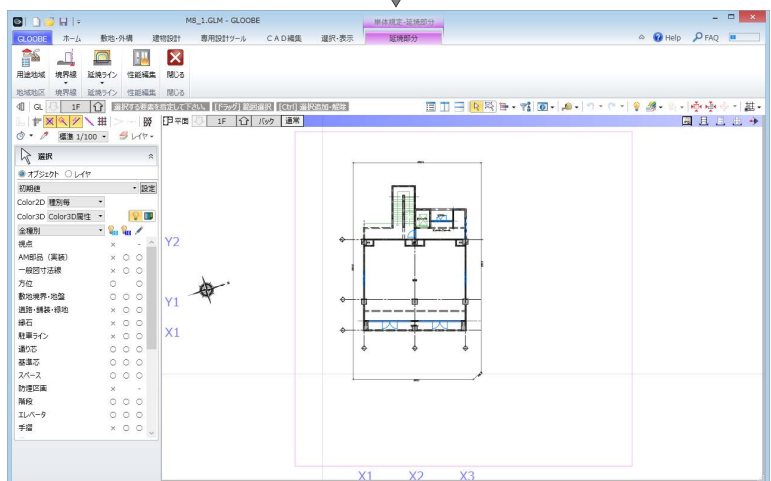 M8_1.GLM - GLOOBE
単体規定-延焼部分
GLOOBE ホーム 敷地・外構 建物設計 専用設計ツール CAD編集 選択・表示 延焼部分 Help FAQ
用途地域 境界線 延焼ライン 性能編集 閉じる
地域地区 境界線 延焼ライン 性能編集 閉じる
GL 1F 選択する要素を指定して下さい。 [ドラッグ] 範囲選択 [Ctrl] 選択追加・解除
平面 1F バック 通常
標準 1/100 レイヤ
選択
オブジェクト レイヤ
初期値 設定
Color2D 種別毎
Color3D Color3D属性
全種別
視点 × -
AM部品（実装） × ○ ○
一般図寸法線 × ○ ○
方位 ○ ○
敷地境界・地盤 ○ ○ ○
道路・舗装・緑地 × ○ ○
縁石 × ○ ○
駐車ライン × ○ ○
通り芯 ○ ○ ○
基準芯 ○ ○ ○
スペース ○ ○ ○
防煙区画 × -
階段 ○ ○ ○
エレベータ ○ ○ ○
手摺 × ○ ○
Y2
Y1
X1
X1 X2 X3